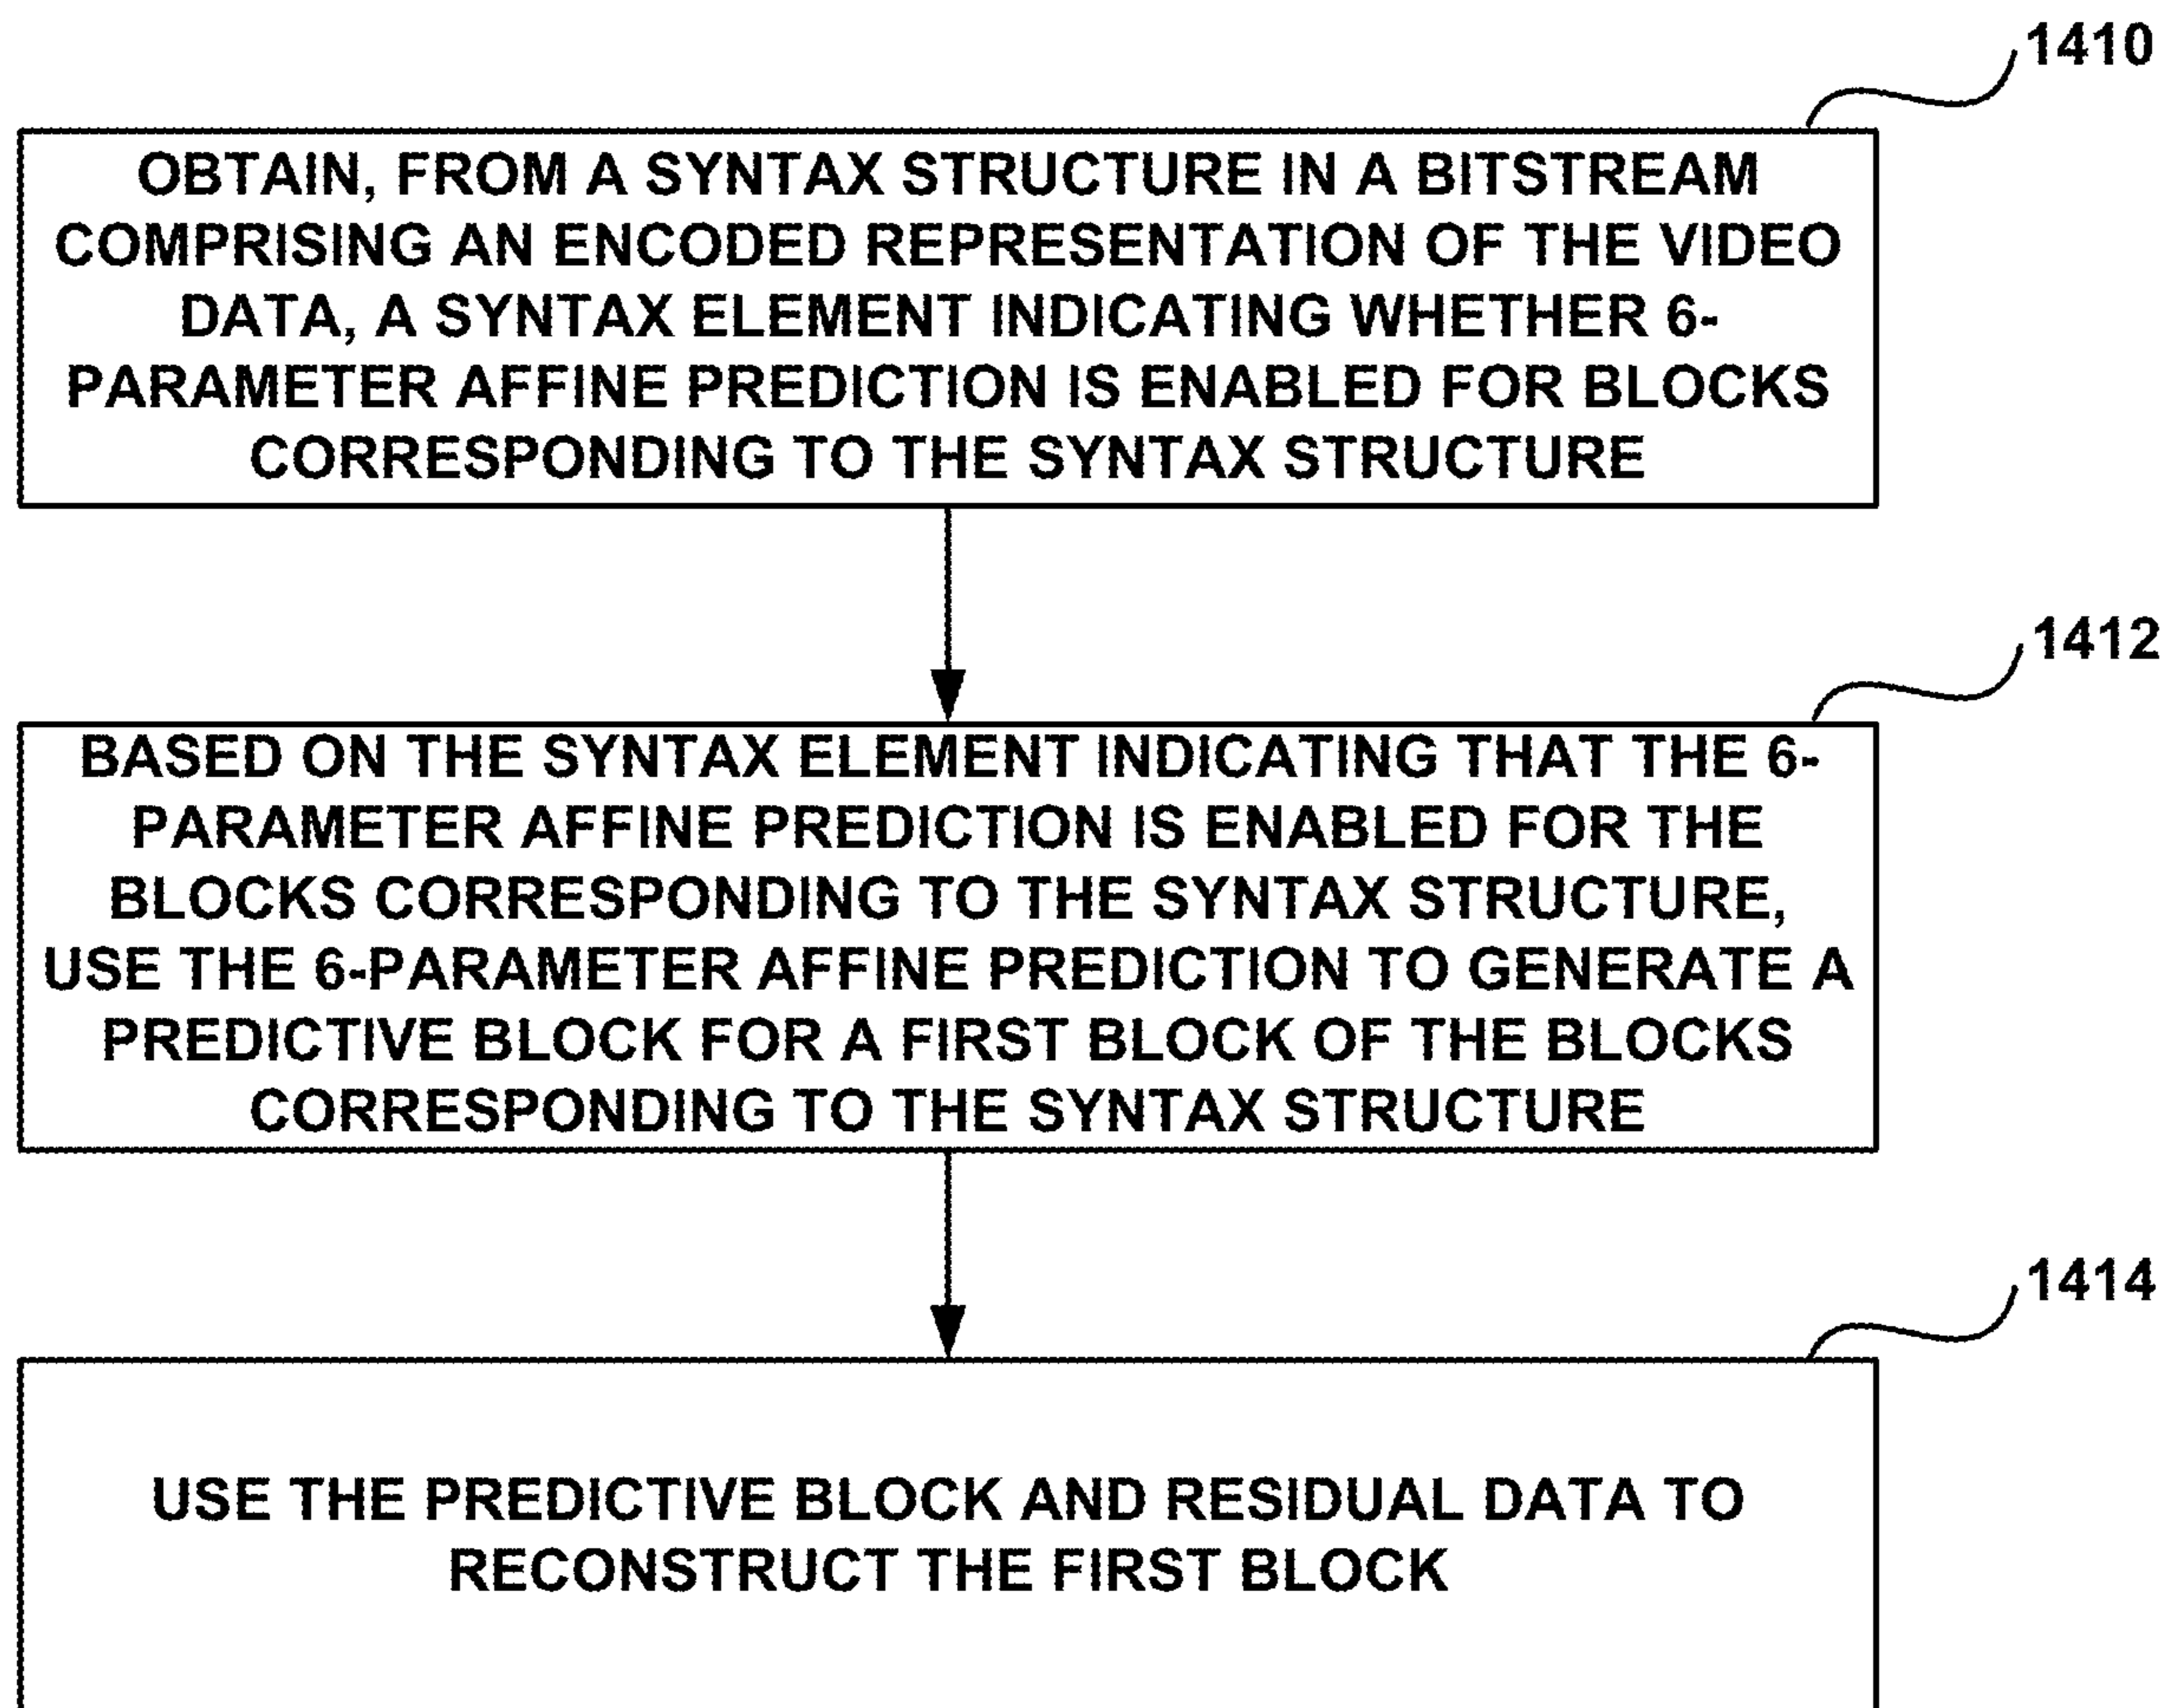 1410
OBTAIN, FROM A SYNTAX STRUCTURE IN A BITSTREAM
COMPRISING AN ENCODED REPRESENTATION OF THE VIDEO
DATA, A SYNTAX ELEMENT INDICATING WHETHER 6-
PARAMETER AFFINE PREDICTION IS ENABLED FOR BLOCKS
CORRESPONDING TO THE SYNTAX STRUCTURE
1412
BASED ON THE SYNTAX ELEMENT INDICATING THAT THE 6-
PARAMETER AFFINE PREDICTION IS ENABLED FOR THE
BLOCKS CORRESPONDING TO THE SYNTAX STRUCTURE,
USE THE 6-PARAMETER AFFINE PREDICTION TO GENERATE A
PREDICTIVE BLOCK FOR A FIRST BLOCK OF THE BLOCKS
CORRESPONDING TO THE SYNTAX STRUCTURE
1414
USE THE PREDICTIVE BLOCK AND RESIDUAL DATA TO
RECONSTRUCT THE FIRST BLOCK